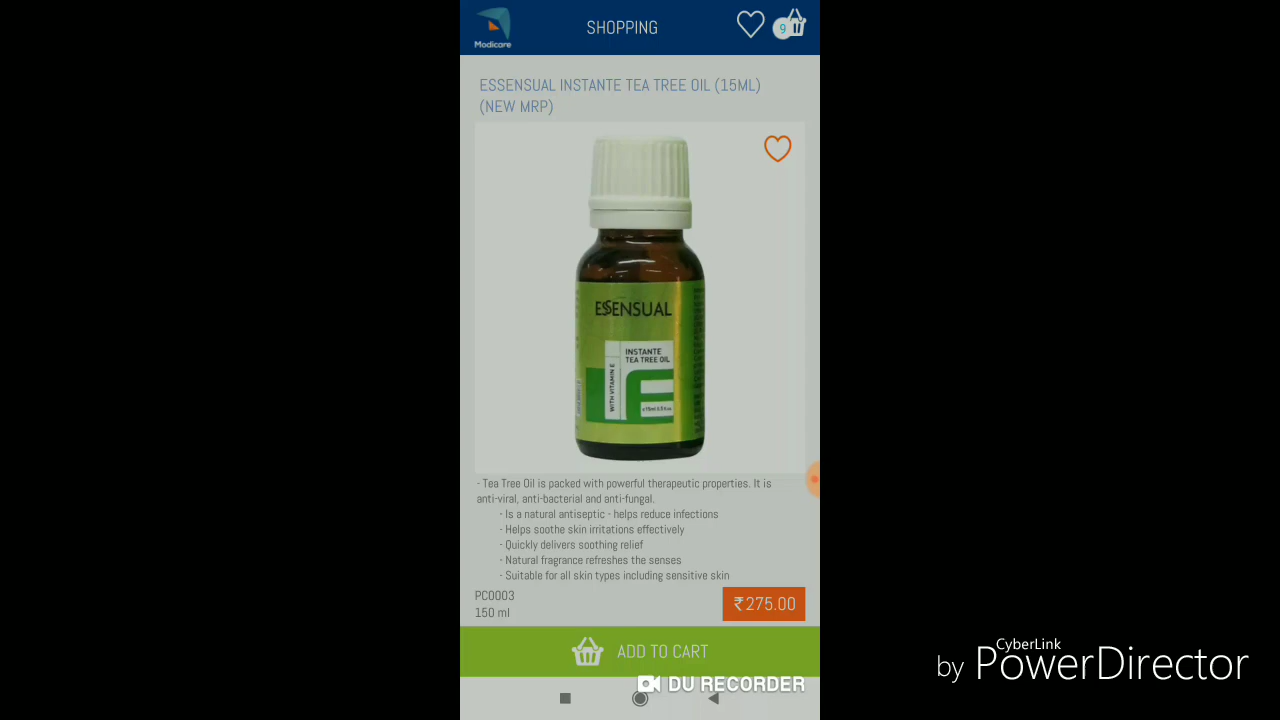 Modicare
SHOPPING
9
ESSENSUAL INSTANTE TEA TREE OIL (15ML)
(NEW MRP)
ESSENSUAL
INSTANTE
TEA TREE OIL
WITH VITAMIN E
- Tea Tree Oil is packed with powerful therapeutic properties. It is
anti-viral, anti-bacterial and anti-fungal.
- Is a natural antiseptic - helps reduce infections
- Helps soothe skin irritations effectively
- Quickly delivers soothing relief
- Natural fragrance refreshes the senses
- Suitable for all skin types including sensitive skin
PC0003
150 ml
₹275.00
ADD TO CART
DU RECORDER
CyberLink
by PowerDirector